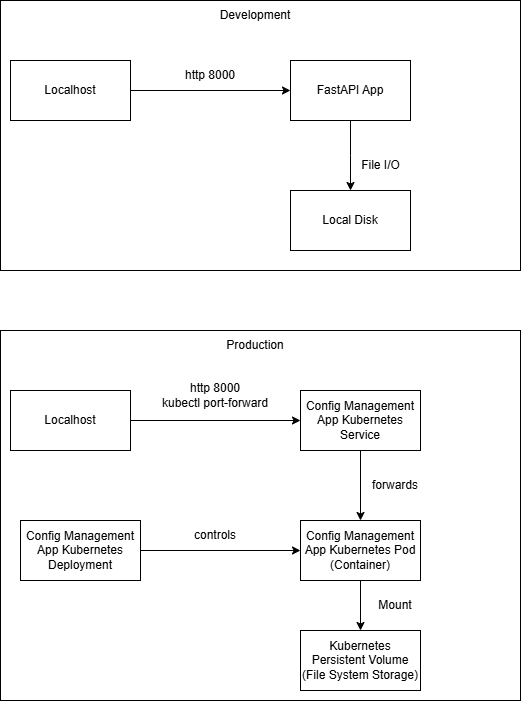 Development
http 8000
Localhost
FastAPI App
File I/O
Local Disk
Production
http 8000
kubectl port-forward
Localhost
Config Management
App Kubernetes
Service
forwards
Config Management
App Kubernetes
Deployment
controls
Config Management
App Kubernetes Pod
(Container)
Mount
Kubernetes
Persistent Volume
(File System Storage)